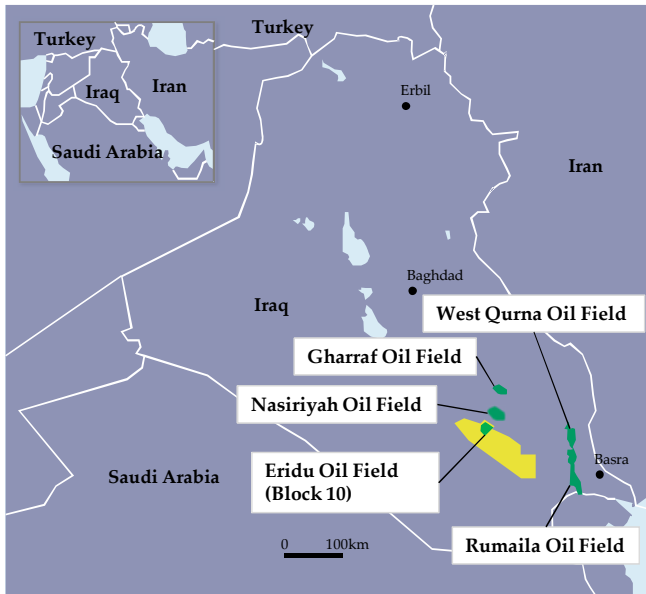 Turkey
Iraq
Iran
Saudi Arabia
Turkey
Erbil
Iran
Baghdad
Iraq
West Qurna Oil Field
Gharraf Oil Field
Nasiriyah Oil Field
Saudi Arabia
Eridu Oil Field
(Block 10)
Basra
Rumaila Oil Field
0 100km